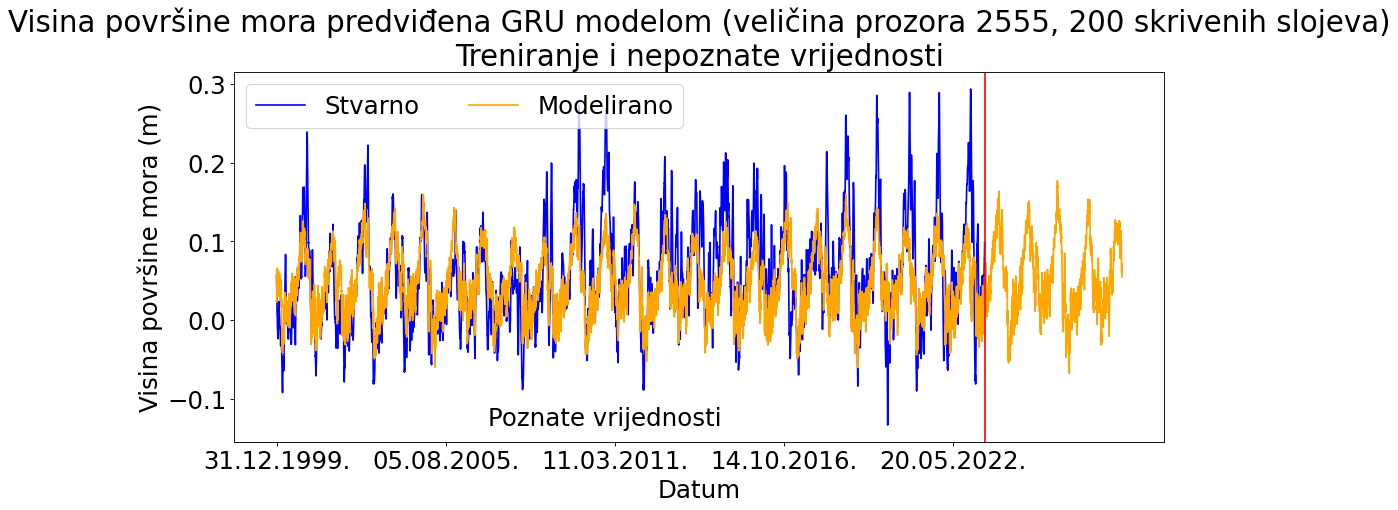 Visina površine mora predviđena GRU modelom (veličina prozora 2555, 200 skrivenih slojeva)
Treniranje i nepoznate vrijednosti
Stvarno Modelirano
Visina površine mora (m)
0.3
0.2
0.1
0.0
−0.1
Poznate vrijednosti
31.12.1999. 05.08.2005. 11.03.2011. 14.10.2016. 20.05.2022.
Datum